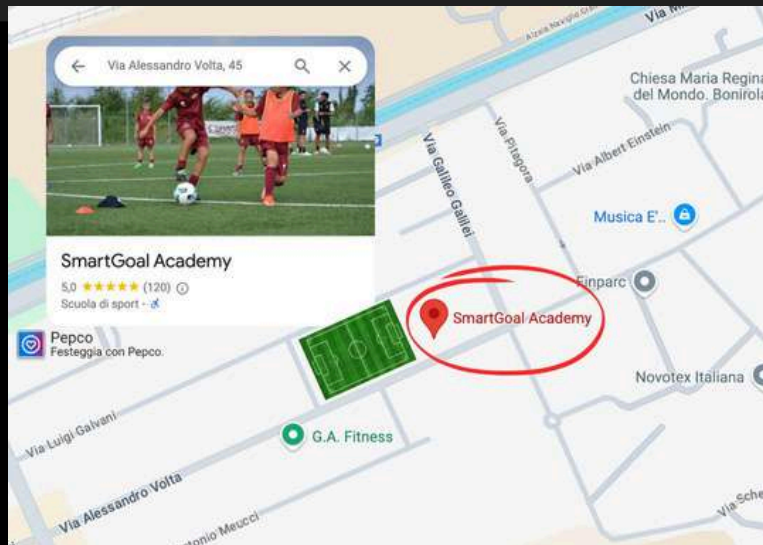 Via Alessandro Volta, 45
SmartGoal Academy
5,0 (120)
Scuola di sport -
Pepco
Festeggia con Pepco.
Alzaia Naviglio
Via Galileo Galilei
Via Pitagora
Via Albert Einstein
Chiesa Maria Regina
del Mondo. Bonirola
Musica E'..
Finparc
SmartGoal Academy
Novotex Italiana
G.A. Fitness
Via Luigi Galvani
Via Alessandro Volta
Meucci